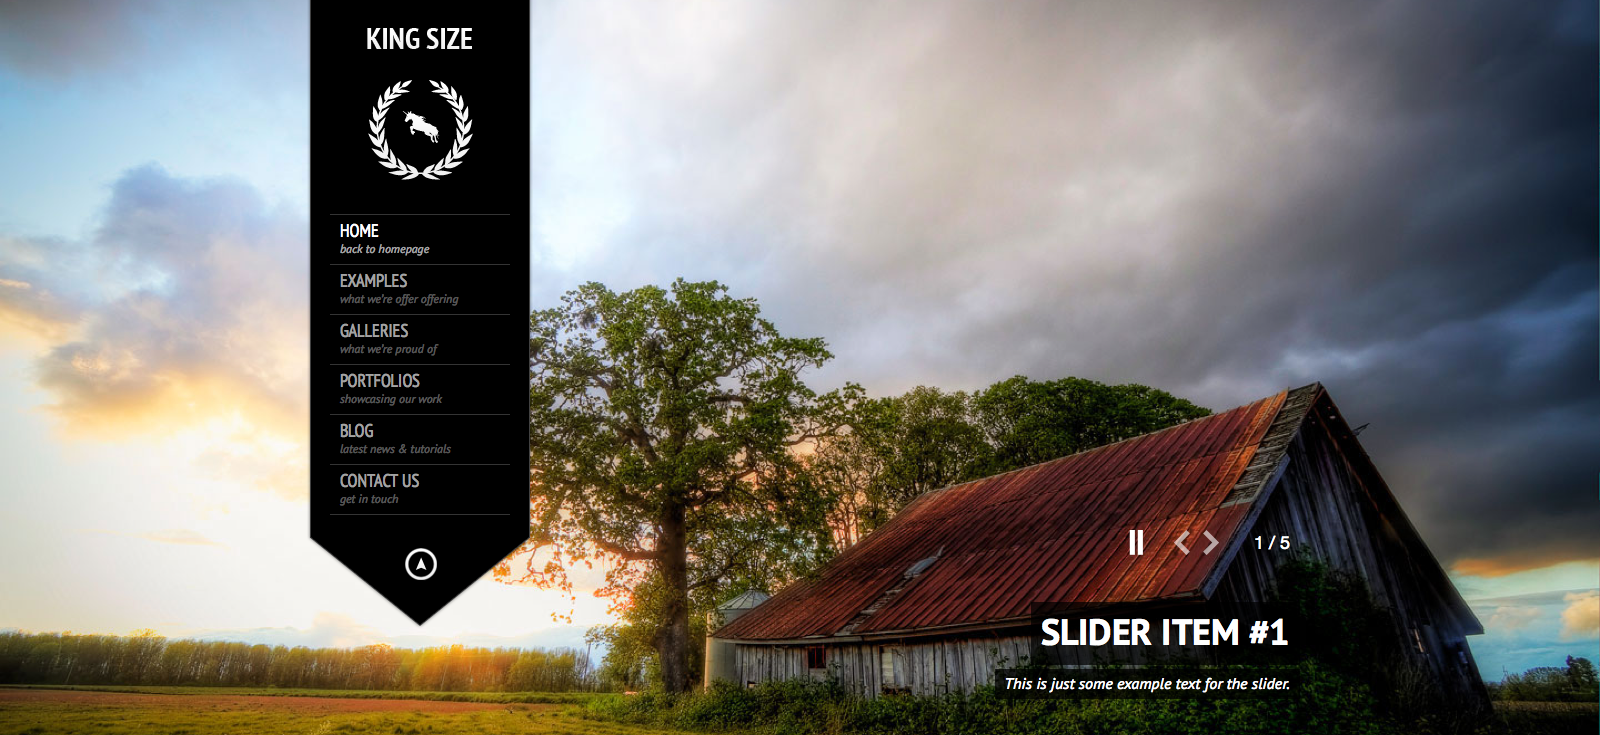 KING SIZE
HOME
back to homepage
EXAMPLES
what we're offer offering
GALLERIES
what we're proud of
PORTFOLIOS
showcasing our work
BLOG
latest news & tutorials
CONTACT US
get in touch
1 / 5
SLIDER ITEM #1
This is just some example text for the slider.